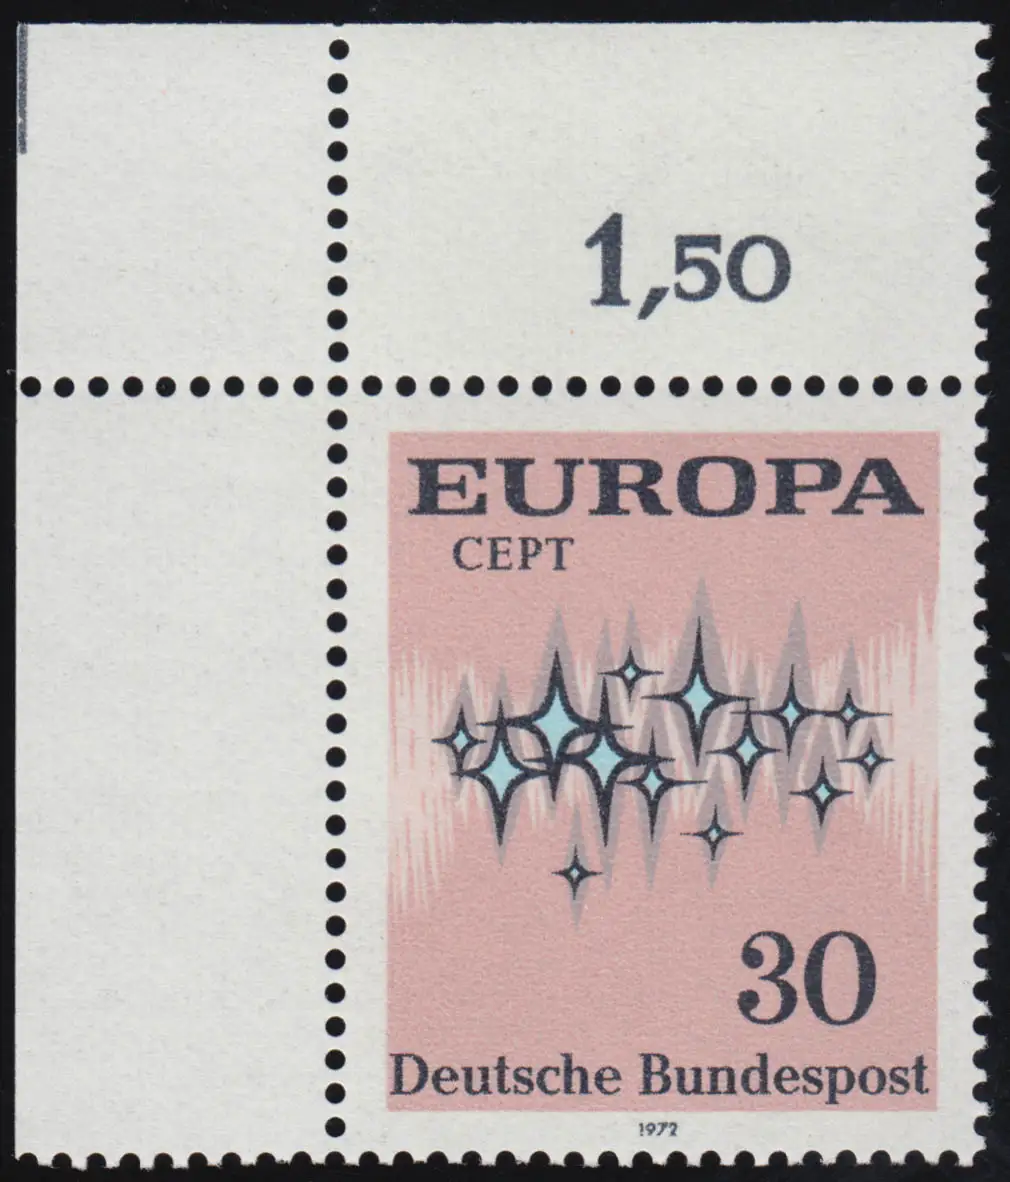 1,50
EUROPA
CEPT
30
Deutsche Bundespost
1972